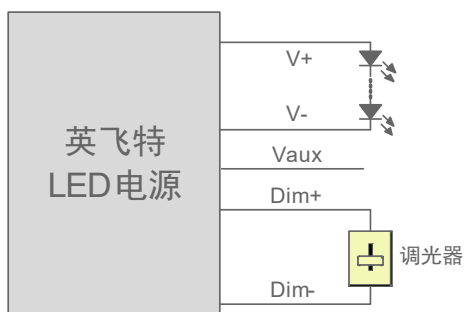 英飞特
LED电源
V+
V-
Vaux
Dim+
调光器
Dim-